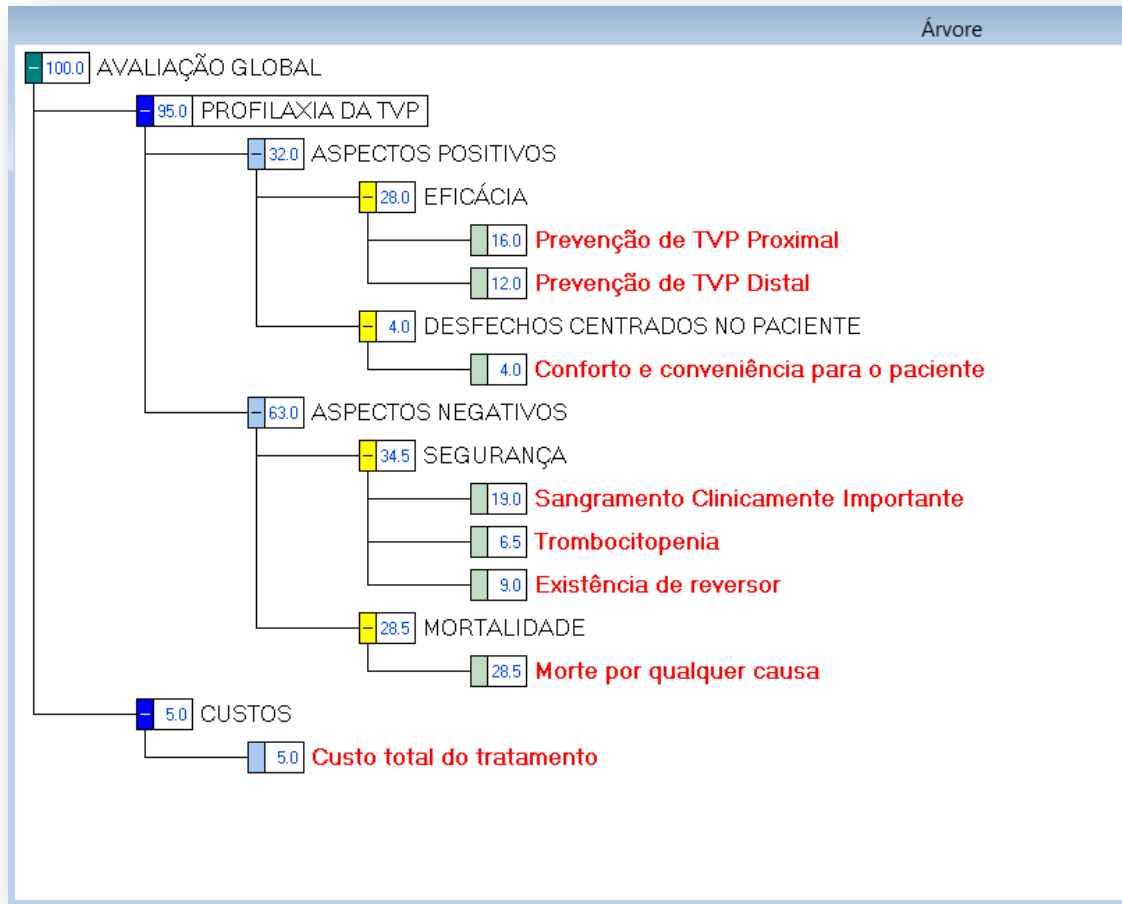 Árvore
100.0 AVALIAÇÃO GLOBAL
95.0 PROFILAXIA DA TVP
32.0 ASPECTOS POSITIVOS
28.0 EFICÁCIA
16.0 Prevenção de TVP Proximal
12.0 Prevenção de TVP Distal
4.0 DESFECHOS CENTRADOS NO PACIENTE
4.0 Conforto e conveniência para o paciente
63.0 ASPECTOS NEGATIVOS
34.5 SEGURANÇA
19.0 Sangramento Clinicamente Importante
6.5 Trombocitopenia
9.0 Existência de reversor
28.5 MORTALIDADE
28.5 Morte por qualquer causa
5.0 CUSTOS
5.0 Custo total do tratamento